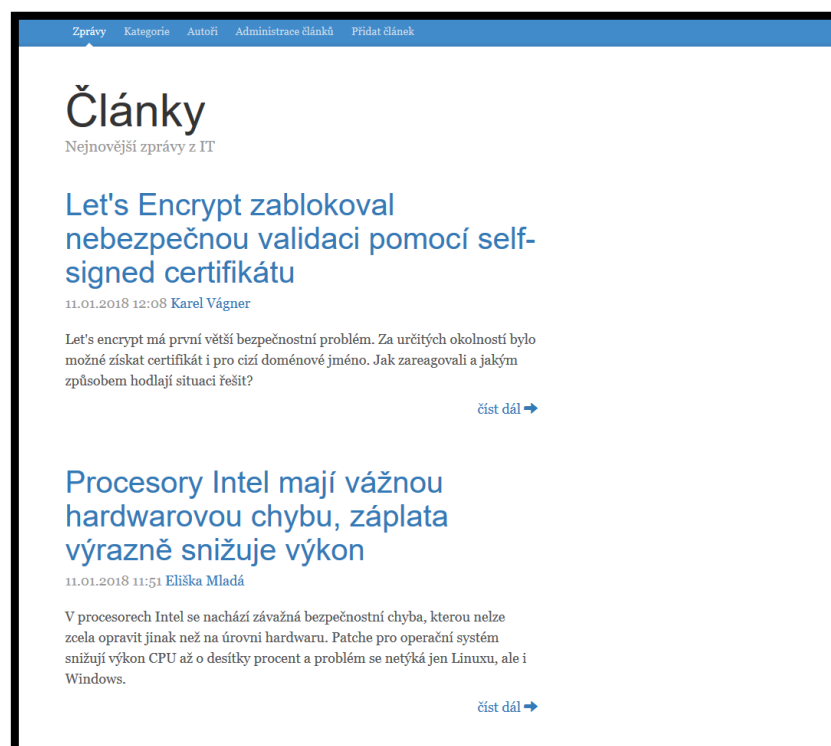 Zprávy Kategorie Autoři Administrace článků Přidat článek
Články
Nejnovější zprávy z IT
Let's Encrypt zablokoval
nebezpečnou validaci pomocí self-
signed certifikátu
11.01.2018 12:08 Karel Vágner
Let's encrypt má první větší bezpečnostní problém. Za určitých okolností bylo
možné získat certifikát i pro cizí doménové jméno. Jak zareagovali a jakým
způsobem hodlají situaci řešit?
číst dál
Procesory Intel mají vážnou
hardwarovou chybu, záplata
výrazně snižuje výkon
11.01.2018 11:51 Eliška Mladá
V procesorech Intel se nachází závažná bezpečnostní chyba, kterou nelze
zcela opravit jinak než na úrovni hardwaru. Patche pro operační systém
snižují výkon CPU až o desítky procent a problém se netýká jen Linuxu, ale i
Windows.
číst dál